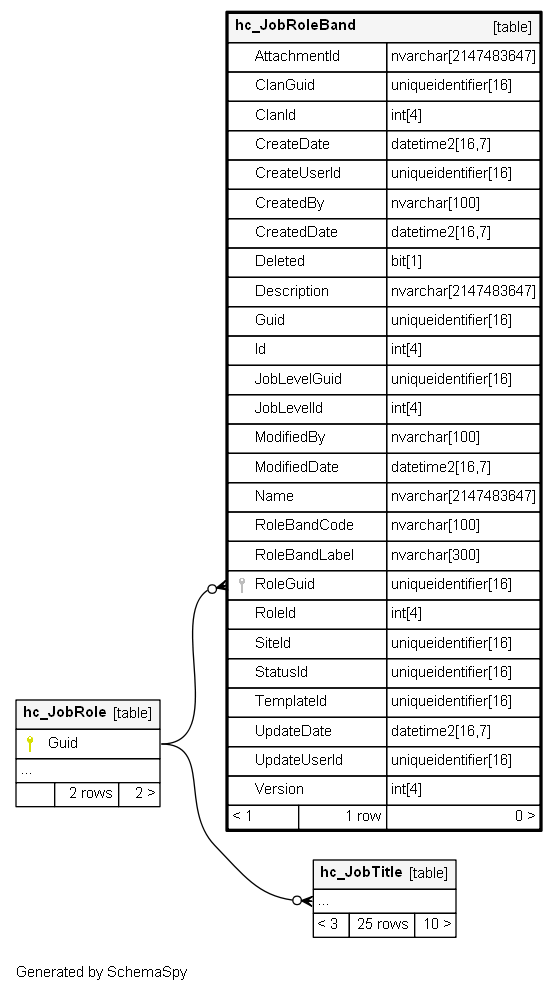 hc_JobRoleBand [table]
AttachmentId nvarchar[2147483647]
ClanGuid uniqueidentifier[16]
ClanId int[4]
CreateDate datetime2[16,7]
CreateUserId uniqueidentifier[16]
CreatedBy nvarchar[100]
CreatedDate datetime2[16,7]
Deleted bit[1]
Description nvarchar[2147483647]
Guid uniqueidentifier[16]
Id int[4]
JobLevelGuid uniqueidentifier[16]
JobLevelId int[4]
ModifiedBy nvarchar[100]
ModifiedDate datetime2[16,7]
Name nvarchar[2147483647]
RoleBandCode nvarchar[100]
RoleBandLabel nvarchar[300]
RoleGuid uniqueidentifier[16]
RoleId int[4]
SiteId uniqueidentifier[16]
StatusId uniqueidentifier[16]
TemplateId uniqueidentifier[16]
UpdateDate datetime2[16,7]
UpdateUserId uniqueidentifier[16]
Version int[4]
< 1 1 row 0 >
hc_JobRole [table]
Guid
...
2 rows 2 >
hc_JobTitle [table]
...
< 3 25 rows 10 >
Generated by SchemaSpy